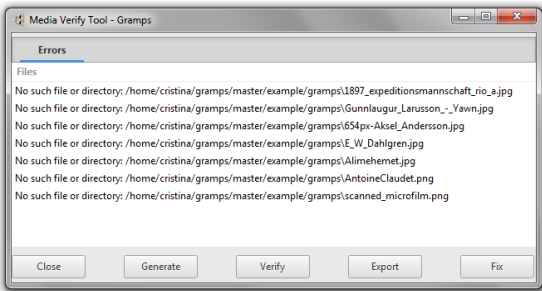 Media Verify Tool - Gramps
Errors
Files
No such file or directory: /home/cristina/gramps/master/example/gramps\1897_expeditionsmannschaft_rio_a.jpg
No such file or directory: /home/cristina/gramps/master/example/gramps\Gunnlaugur_Larusson_-_Yawn.jpg
No such file or directory: /home/cristina/gramps/master/example/gramps\654px-Aksel_Andersson.jpg
No such file or directory: /home/cristina/gramps/master/example/gramps\E_W_Dahlgren.jpg
No such file or directory: /home/cristina/gramps/master/example/gramps\Alimehemet.jpg
No such file or directory: /home/cristina/gramps/master/example/gramps\AntoineClaudet.png
No such file or directory: /home/cristina/gramps/master/example/gramps\scanned_microfilm.png
Close Generate Verify Export Fix